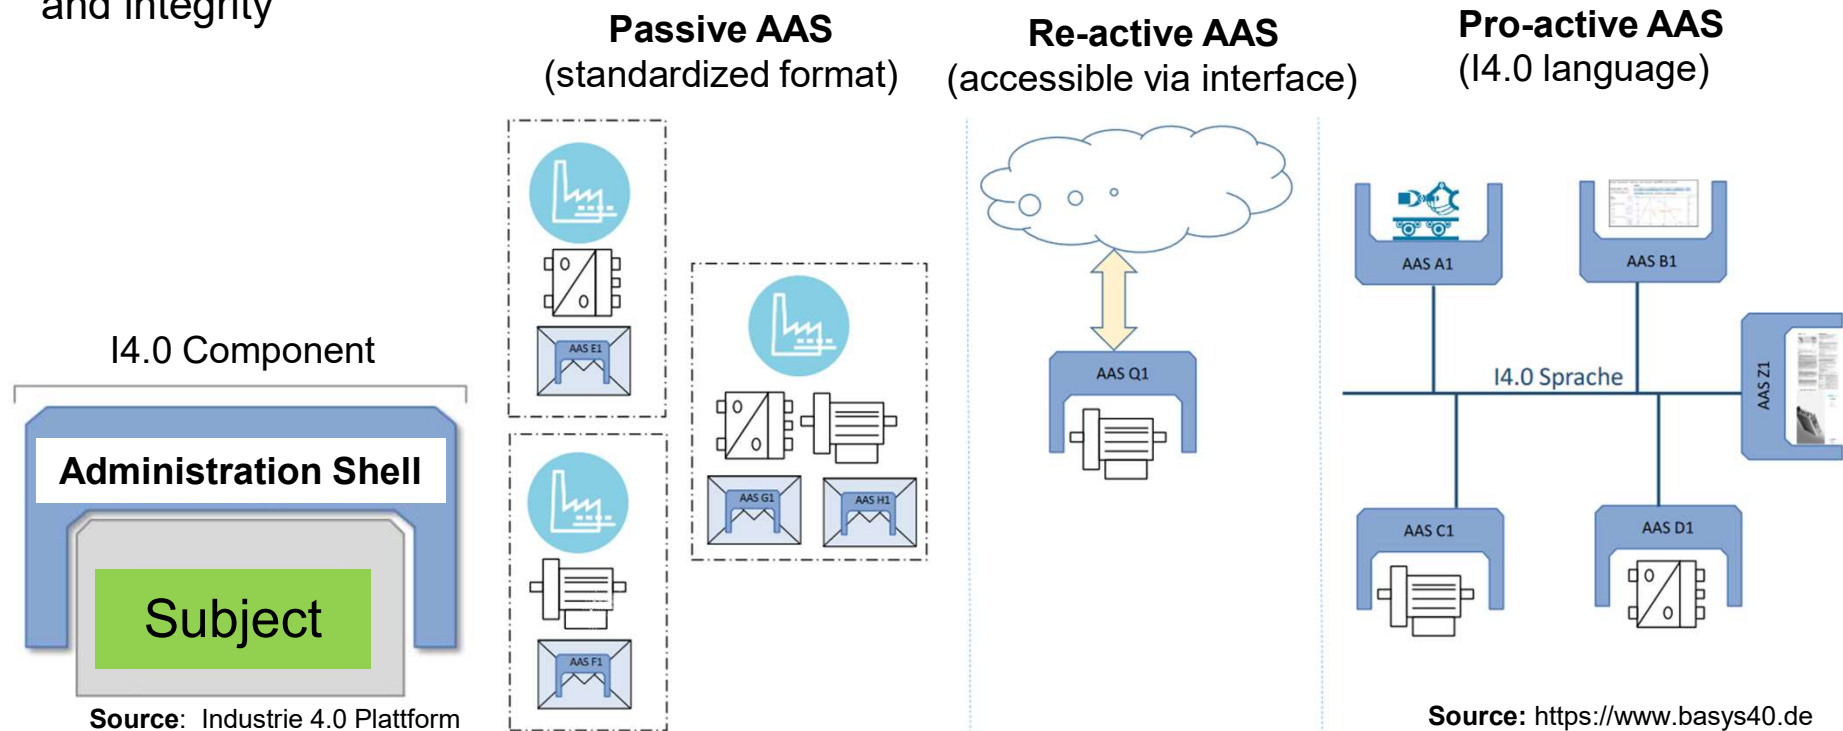 and integrity
Passive AAS
(standardized format)
Re-active AAS
(accessible via interface)
Pro-active AAS
(I4.0 language)
I4.0 Component
Administration Shell
Subject
Source: Industrie 4.0 Plattform
AAS E1
AAS F1
AAS G1
AAS H1
AAS Q1
AAS A1
AAS B1
I4.0 Sprache
AAS Z1
AAS C1
AAS D1
Source: https://www.basys40.de